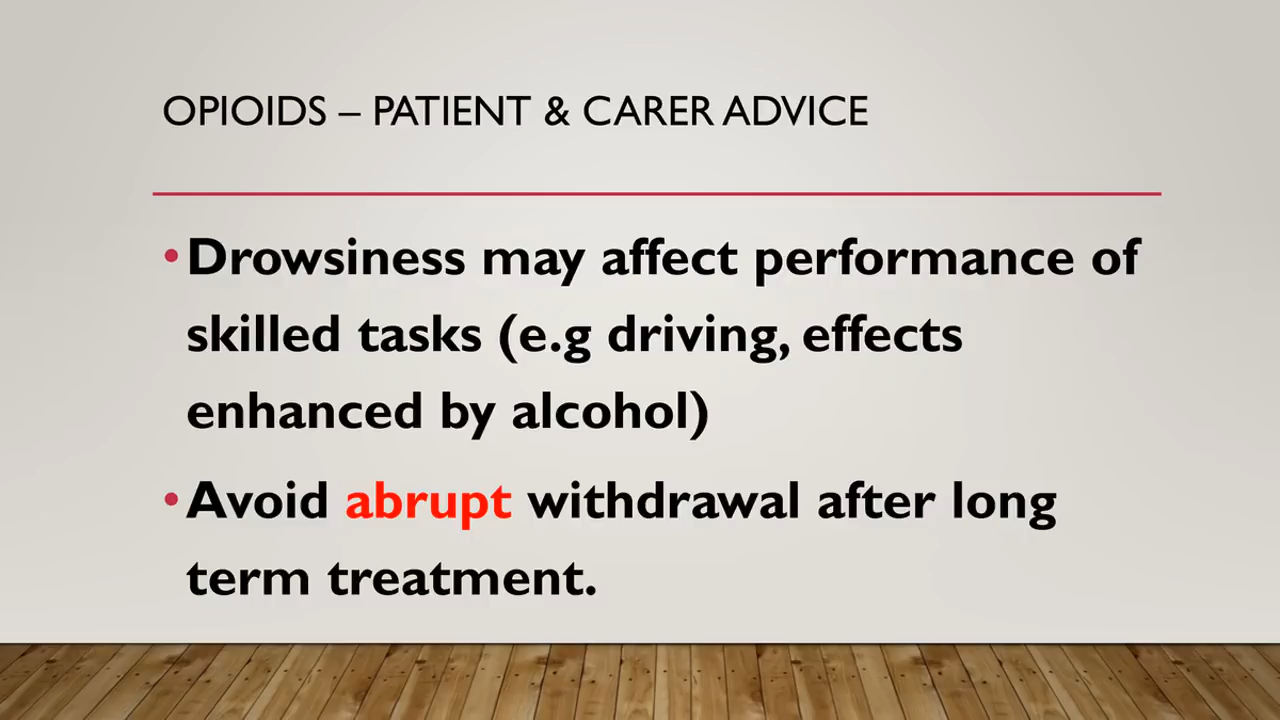 OPIOIDS – PATIENT & CARER ADVICE
•Drowsiness may affect performance of
skilled tasks (e.g driving, effects
enhanced by alcohol)
•Avoid abrupt withdrawal after long
term treatment.